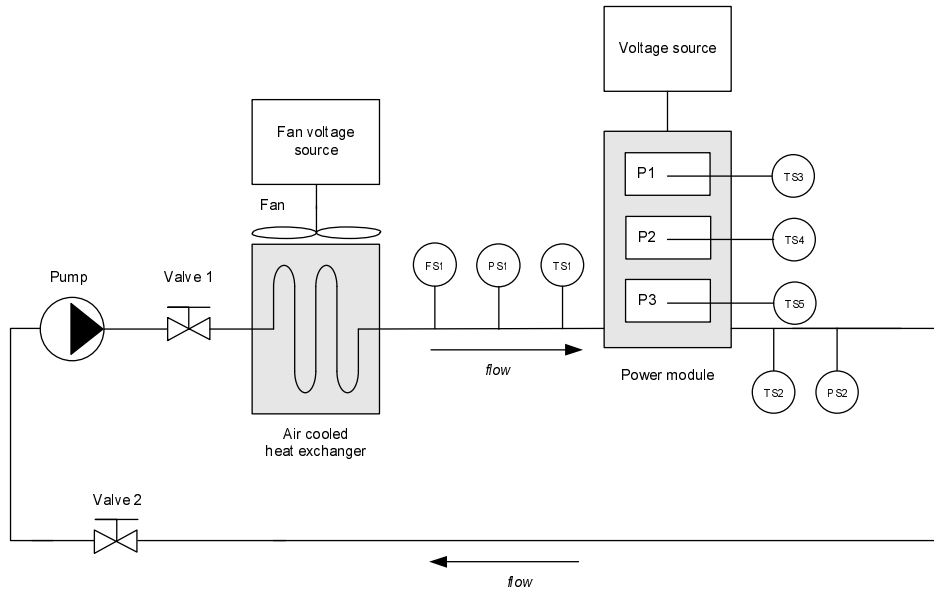 Voltage source
Fan voltage
source
P1
TS3
Fan
P2
TS4
FS1
PS1
TS1
Pump
Valve 1
P3
TS5
flow
Power module
TS2
PS2
Air cooled
heat exchanger
Valve 2
flow